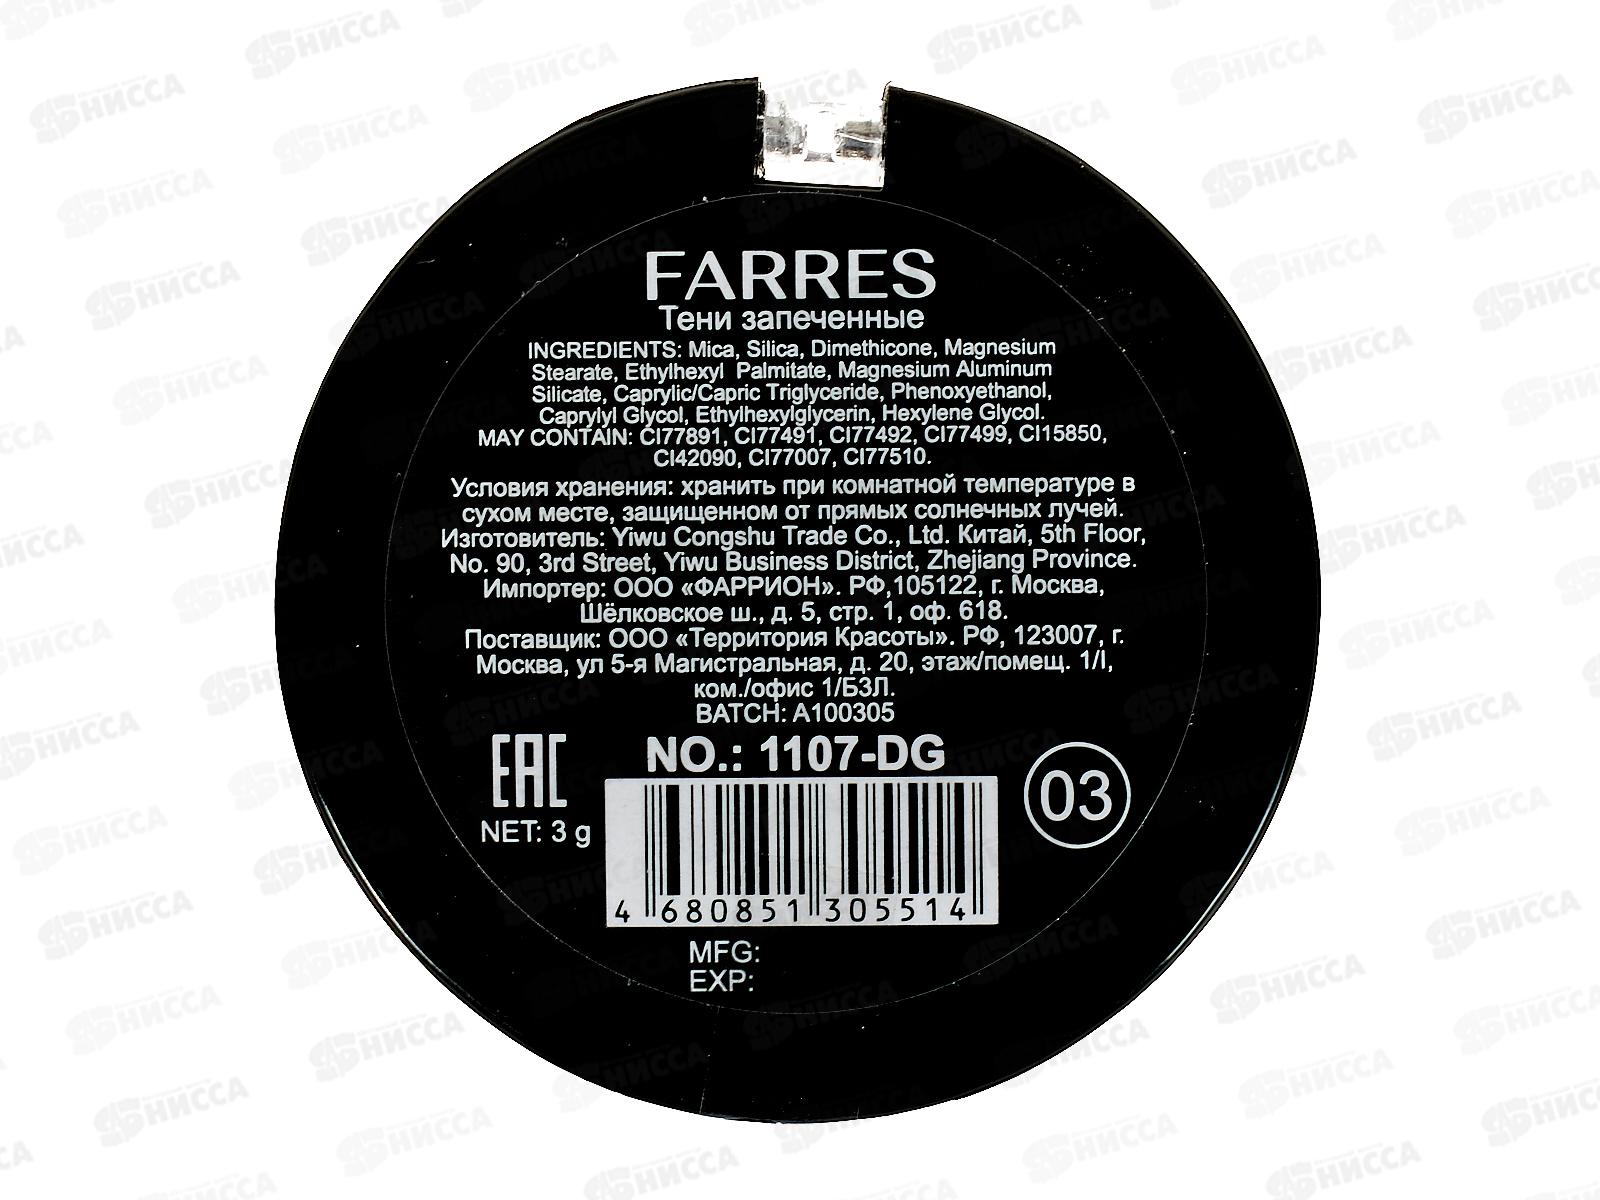 FARRES
Тени запеченные
INGREDIENTS: Mica, Silica, Dimethicone, Magnesium
Stearate, Ethylhexyl Palmitate, Magnesium Aluminum
Silicate, Caprylic/Capric Triglyceride, Phenoxyethanol,
Caprylyl Glycol, Ethylhexylglycerin, Hexylene Glycol.
MAY CONTAIN: CI77891, CI77491, CI77492, CI77499, CI15850,
CI42090, CI77007, CI77510.
Условия хранения: хранить при комнатной температуре в
сухом месте, защищенном от прямых солнечных лучей.
Изготовитель: Yiwu Congshu Trade Co., Ltd. Китай, 5th Floor,
No. 90, 3rd Street, Yiwu Business District, Zhejiang Province.
Импортер: ООО «ФАРРИОН». РФ,105122, г. Москва,
Шёлковское ш., д. 5, стр. 1, оф. 618.
Поставщик: ООО «Территория Красоты». РФ, 123007, г.
Москва, ул 5-я Магистральная, д. 20, этаж/помещ. 1/I,
ком./офис 1/Б3Л.
BATCH: A100305
NO.: 1107-DG
EAC
03
NET: 3 g
4 680851 305514
MFG:
EXP:
НИССА